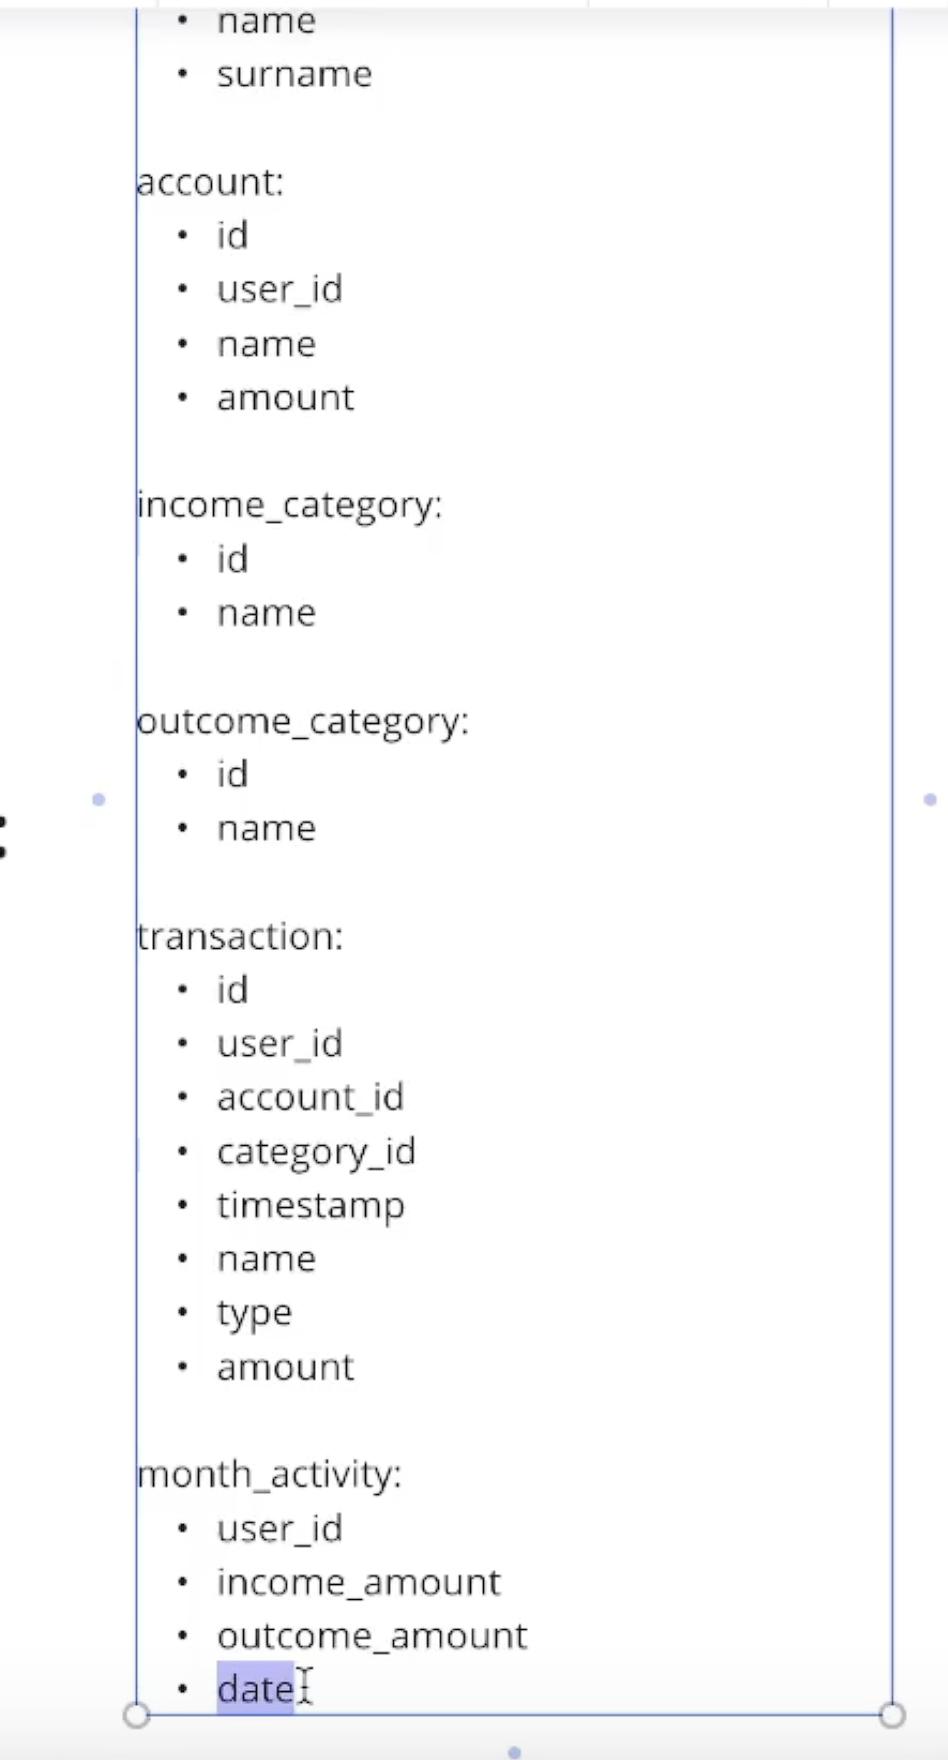 • name
• surname
account:
• id
• user_id
• name
• amount
income_category:
• id
• name
outcome_category:
• id
• name
:
transaction:
• id
• user_id
• account_id
• category_id
• timestamp
• name
• type
• amount
month_activity:
• user_id
• income_amount
• outcome_amount
• date